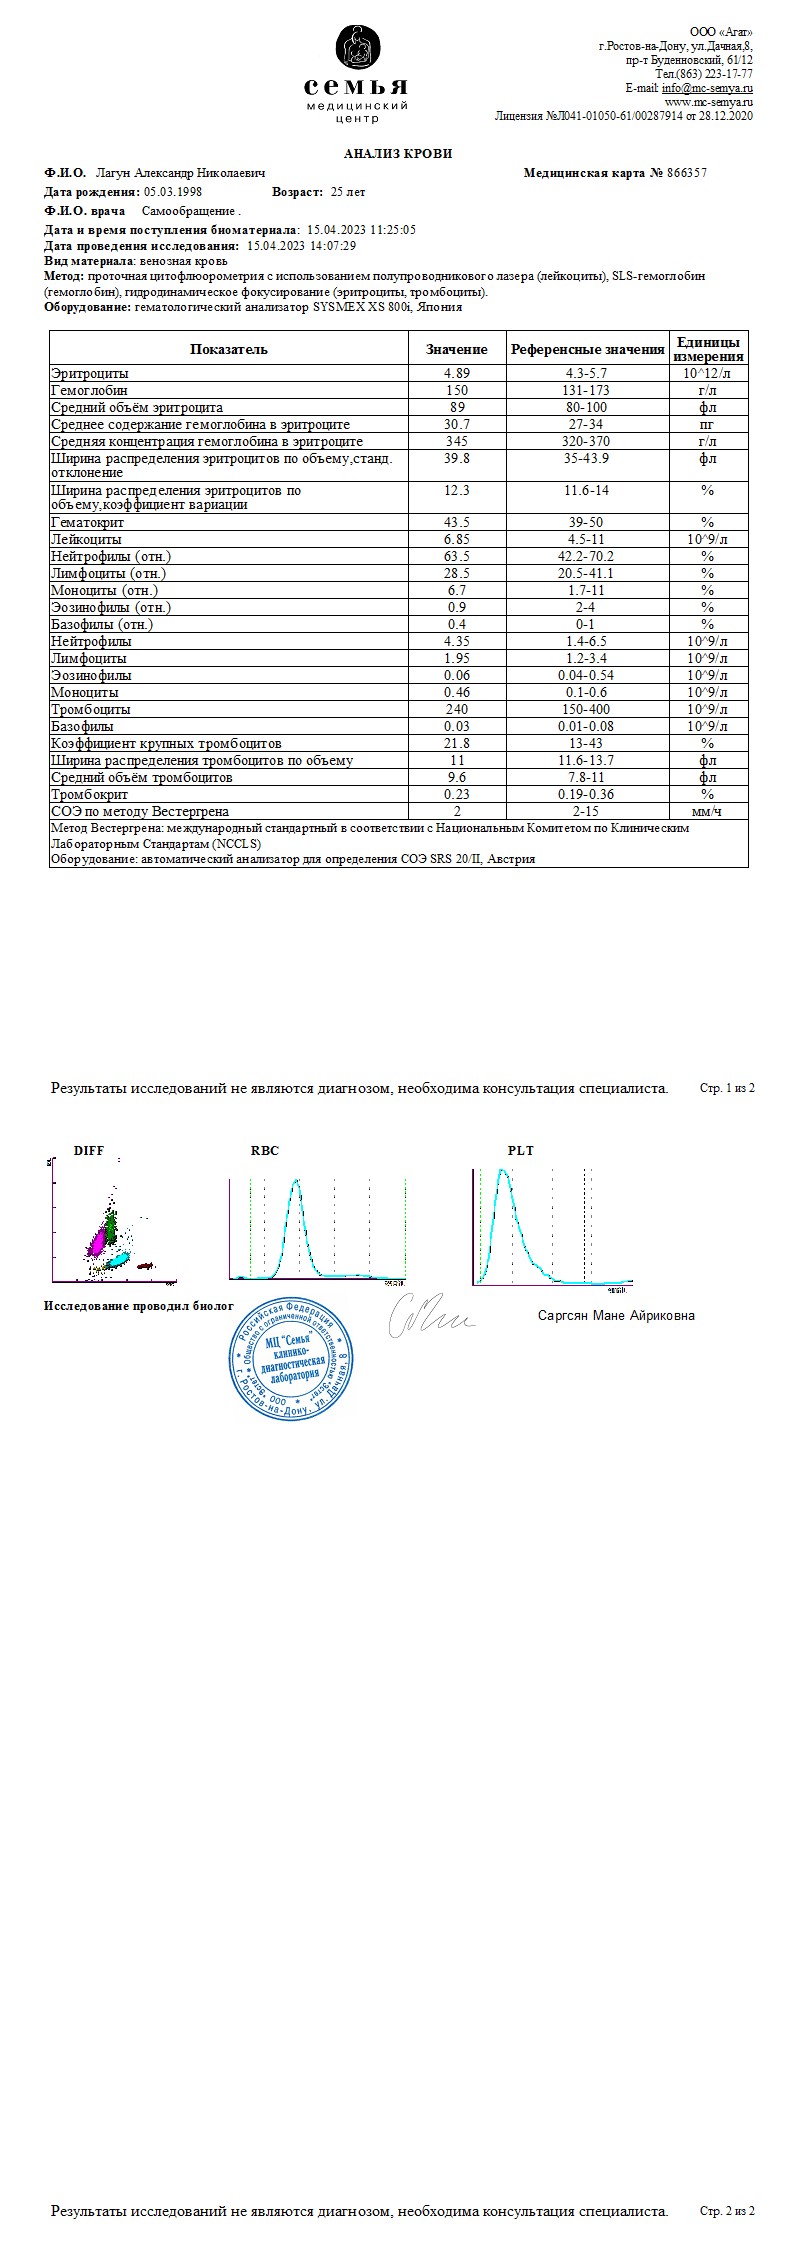 семья
медицинский
центр
ООО «Агат»
г.Ростов-на-Дону, ул.Дачная,8,
пр-т Буденновский, 61/12
Тел.(863) 223-17-77
E-mail: info@mc-semya.ru
www.mc-semya.ru
Лицензия №Л041-01050-61/00287914 от 28.12.2020
АНАЛИЗ КРОВИ
Ф.И.О. Лагун Александр Николаевич Медицинская карта № 866357
Дата рождения: 05.03.1998 Возраст: 25 лет
Ф.И.О. врача Самообращение .
Дата и время поступления биоматериала: 15.04.2023 11:25:05
Дата проведения исследования: 15.04.2023 14:07:29
Вид материала: венозная кровь
Метод: проточная цитофлюорометрия с использованием полупроводникового лазера (лейкоциты), SLS-гемоглобин
(гемоглобин), гидродинамическое фокусирование (эритроциты, тромбоциты).
Оборудование: гематологический анализатор SYSMEX XS 800i, Япония
Показатель Значение Референсные значения Единицы
измерения
Эритроциты 4.89 4.3-5.7 10^12/л
Гемоглобин 150 131-173 г/л
Средний объём эритроцита 89 80-100 фл
Среднее содержание гемоглобина в эритроците 30.7 27-34 пг
Средняя концентрация гемоглобина в эритроците 345 320-370 г/л
Ширина распределения эритроцитов по объему,станд. 39.8 35-43.9 фл
отклонение
Ширина распределения эритроцитов по 12.3 11.6-14 %
объему,коэффициент вариации
Гематокрит 43.5 39-50 %
Лейкоциты 6.85 4.5-11 10^9/л
Нейтрофилы (отн.) 63.5 42.2-70.2 %
Лимфоциты (отн.) 28.5 20.5-41.1 %
Моноциты (отн.) 6.7 1.7-11 %
Эозинофилы (отн.) 0.9 2-4 %
Базофилы (отн.) 0.4 0-1 %
Нейтрофилы 4.35 1.4-6.5 10^9/л
Лимфоциты 1.95 1.2-3.4 10^9/л
Эозинофилы 0.06 0.04-0.54 10^9/л
Моноциты 0.46 0.1-0.6 10^9/л
Тромбоциты 240 150-400 10^9/л
Базофилы 0.03 0.01-0.08 10^9/л
Коэффициент крупных тромбоцитов 21.8 13-43 %
Ширина распределения тромбоцитов по объему 11 11.6-13.7 фл
Средний объём тромбоцитов 9.6 7.8-11 фл
Тромбокрит 0.23 0.19-0.36 %
СОЭ по методу Вестергрена 2 2-15 мм/ч
Метод Вестергрена: международный стандартный в соответствии с Национальным Комитетом по Клиническим
Лабораторным Стандартам (NCCLS)
Оборудование: автоматический анализатор для определения СОЭ SRS 20/II, Австрия
Результаты исследований не являются диагнозом, необходима консультация специалиста. Стр. 1 из 2
DIFF RBC PLT
Исследование проводил биолог Саргсян Мане Айриковна
Российская Федерация
Общество с ограниченной ответственностью
МЦ "Семья"
клинико-
диагностическая
лаборатория
г. Ростов-на-Дону, ул. Дачная, 8
Результаты исследований не являются диагнозом, необходима консультация специалиста. Стр. 2 из 2